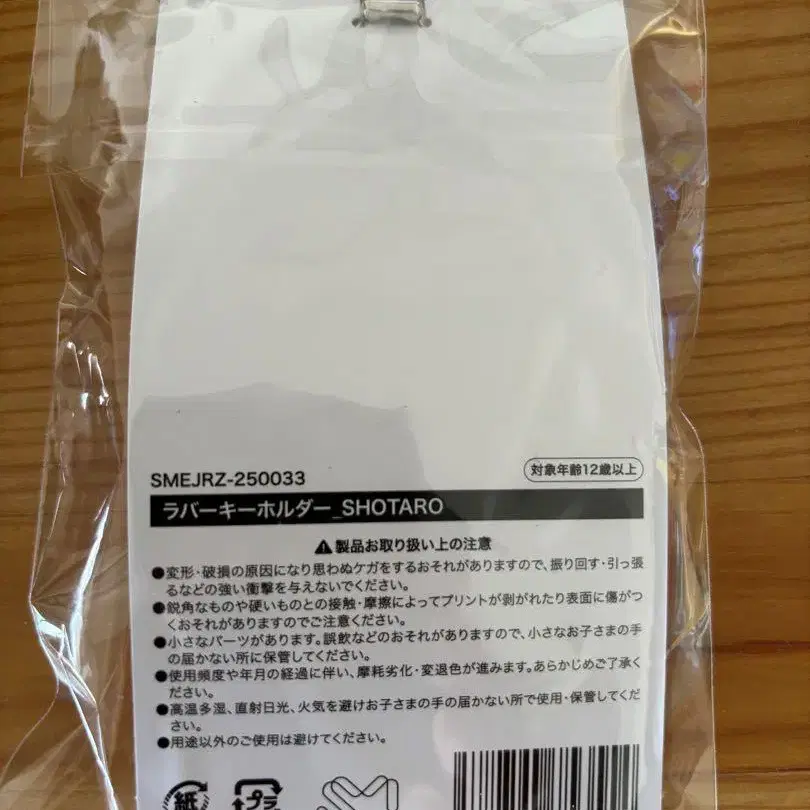 SMEJRZ-250033
対象年齢12歳以上
ラバーキーホルダー_SHOTARO
⚠製品お取り扱い上の注意
●変形・破損の原因になり思わぬケガをするおそれがありますので、振り回す・引っ張
るなどの強い衝撃を与えないでください。
●鋭角なものや硬いものとの接触・摩擦によってプリントが剥がれたり表面に傷がつ
くおそれがありますのでご注意ください。
●小さなパーツがあります。誤飲などのおそれがありますので、小さなお子さまの手
の届かない所に保管してください。
●使用頻度や年月の経過に伴い、摩耗劣化・変退色が進みます。あらかじめご了承く
ださい。
●高温多湿、直射日光、火気を避けお子さまの手の届かない所で使用・保管してくだ
さい。
●用途以外のご使用は避けてください。
紙
プラ